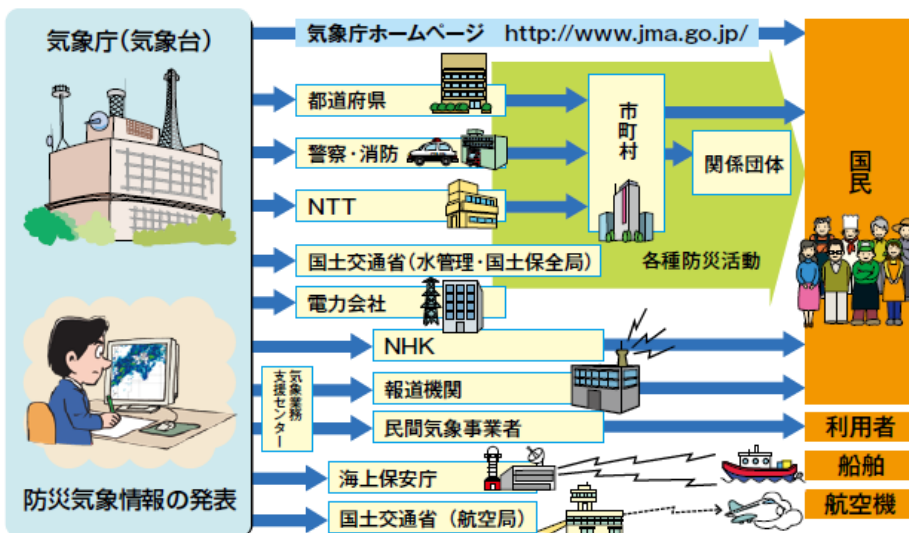 気象庁(気象台)
気象庁ホームページ http://www.jma.go.jp/
都道府県
警察・消防
NTT
市町村
関係団体
国土交通省(水管理・国土保全局)
各種防災活動
電力会社
NHK
気象業務
支援センター
報道機関
民間気象事業者
海上保安庁
国土交通省(航空局)
防災気象情報の発表
国民
利用者
船舶
航空機